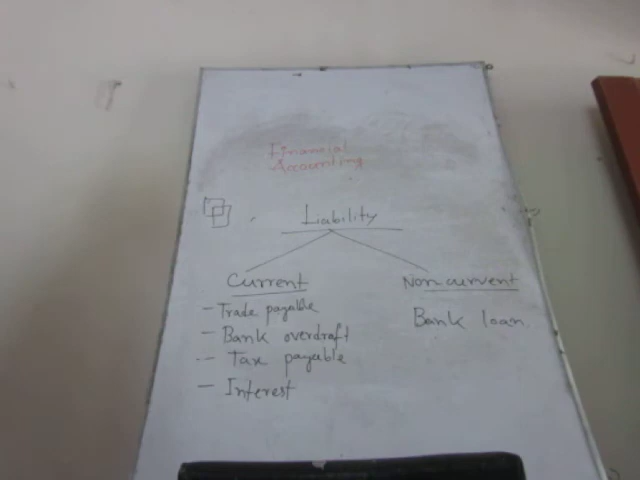 Financial
Accounting
Liability
Current
Non current
- Trade payable
Bank loan.
- Bank overdraft
- Tax payable
- Interest